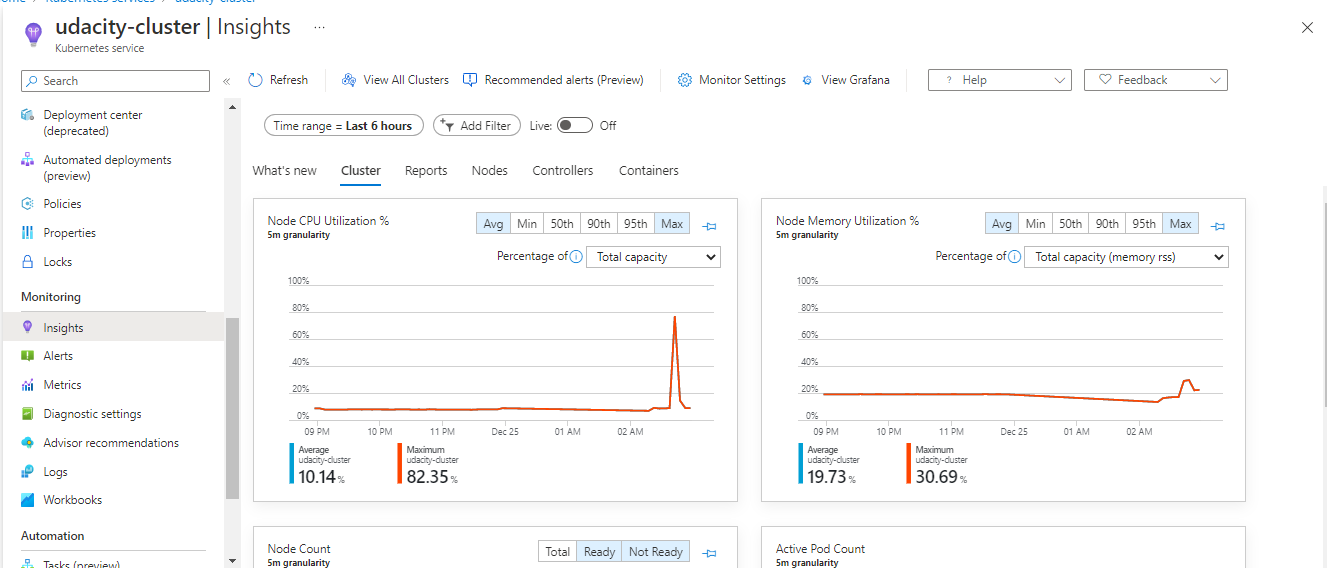 ome > Kubernetes services > udacity-cluster
udacity-cluster | Insights ...
Kubernetes service
Search
«
Refresh
View All Clusters
Recommended alerts (Preview)
Monitor Settings
View Grafana
? Help
Feedback
Deployment center
(deprecated)
Automated deployments
(preview)
Policies
Properties
Locks
Monitoring
Insights
Alerts
Metrics
Diagnostic settings
Advisor recommendations
Logs
Workbooks
Automation
Tasks (preview)
Time range = Last 6 hours
Add Filter
Live: Off
What's new
Cluster
Reports
Nodes
Controllers
Containers
Node CPU Utilization %
5m granularity
Avg Min 50th 90th 95th Max
Percentage of Total capacity
100%
80%
60%
40%
20%
0%
09 PM 10 PM 11 PM Dec 25 01 AM 02 AM
Average
udacity-cluster
10.14 %
Maximum
udacity-cluster
82.35 %
Node Memory Utilization %
5m granularity
Avg Min 50th 90th 95th Max
Percentage of Total capacity (memory rss)
100%
80%
60%
40%
20%
0%
09 PM 10 PM 11 PM Dec 25 01 AM 02 AM
Average
udacity-cluster
19.73 %
Maximum
udacity-cluster
30.69 %
Node Count
5m granularity
Total Ready Not Ready
Active Pod Count
5m granularity